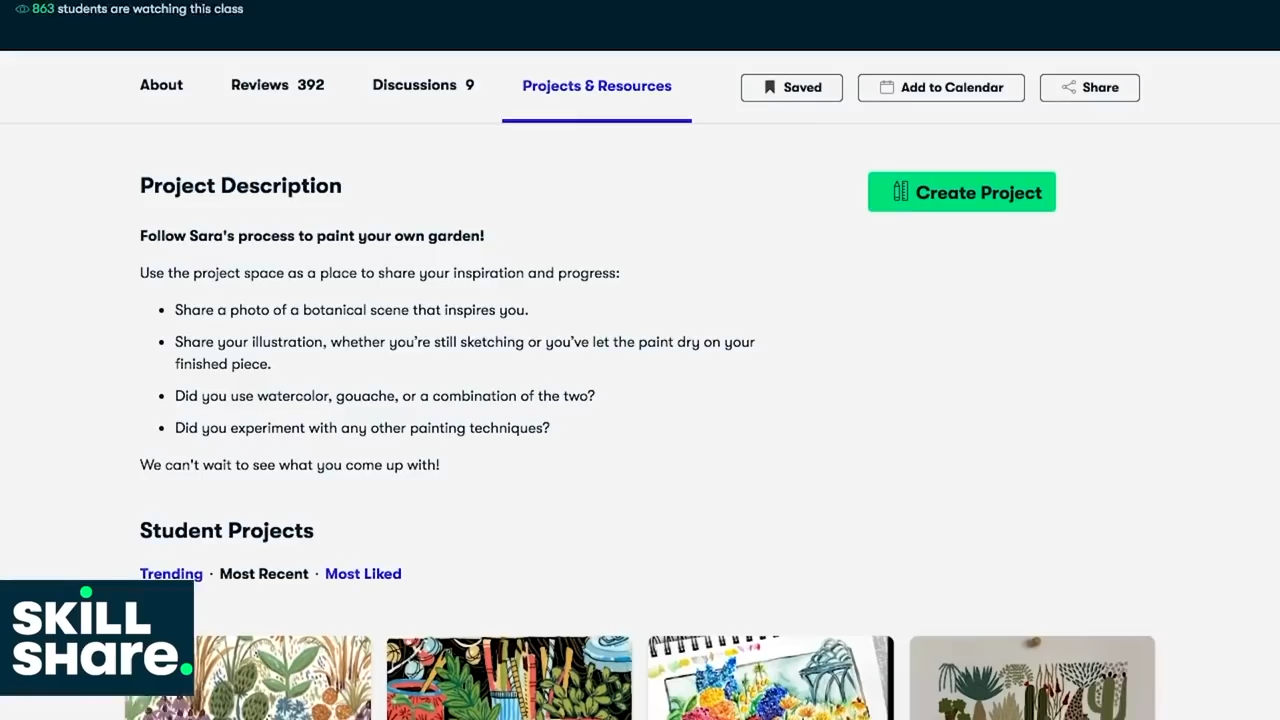 863 students are watching this class
About
Reviews 392
Discussions 9
Projects & Resources
Saved
Add to Calendar
Share
Project Description
Create Project
Follow Sara's process to paint your own garden!
Use the project space as a place to share your inspiration and progress:
• Share a photo of a botanical scene that inspires you.
• Share your illustration, whether you’re still sketching or you’ve let the paint dry on your
finished piece.
• Did you use watercolor, gouache, or a combination of the two?
• Did you experiment with any other painting techniques?
We can't wait to see what you come up with!
Student Projects
Trending · Most Recent · Most Liked
SKILL
SHare.